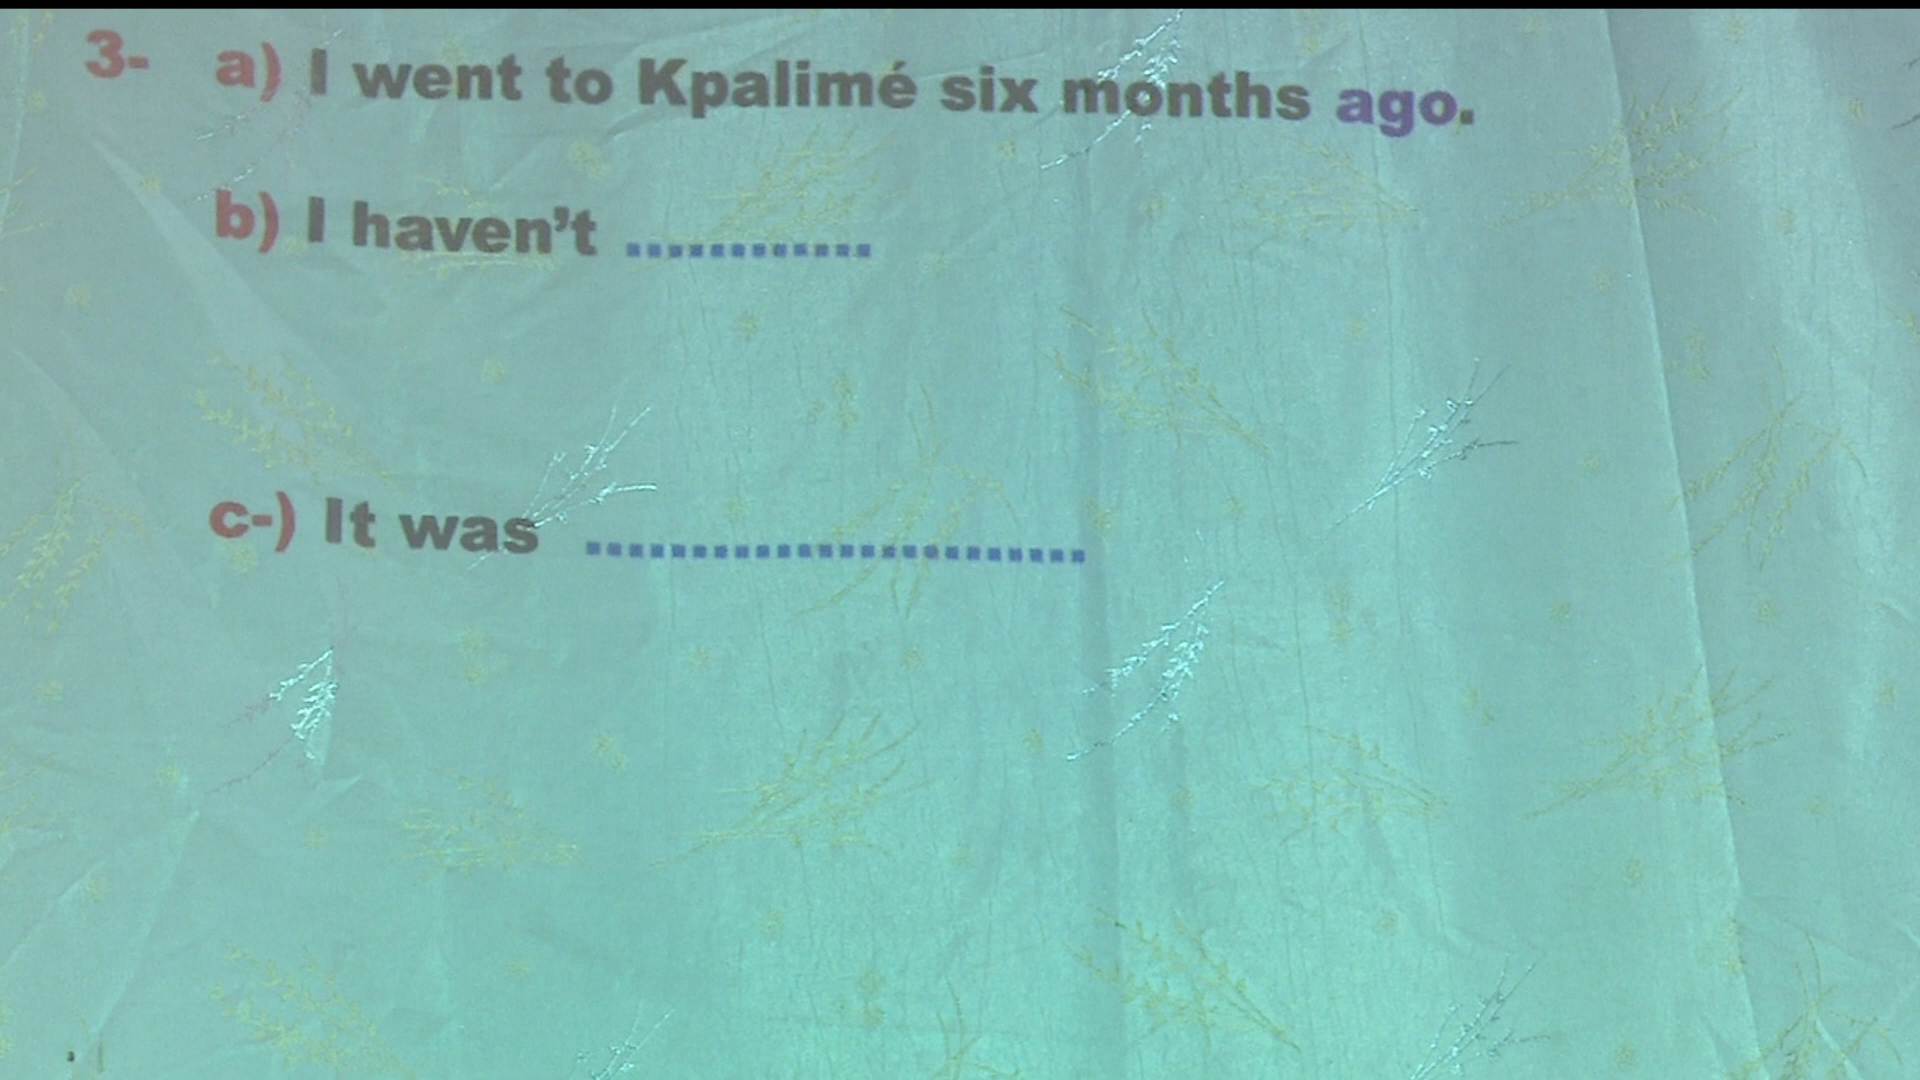 3- a) I went to Kpalimé six months ago.
b) I haven't ............
c-) It was ........................